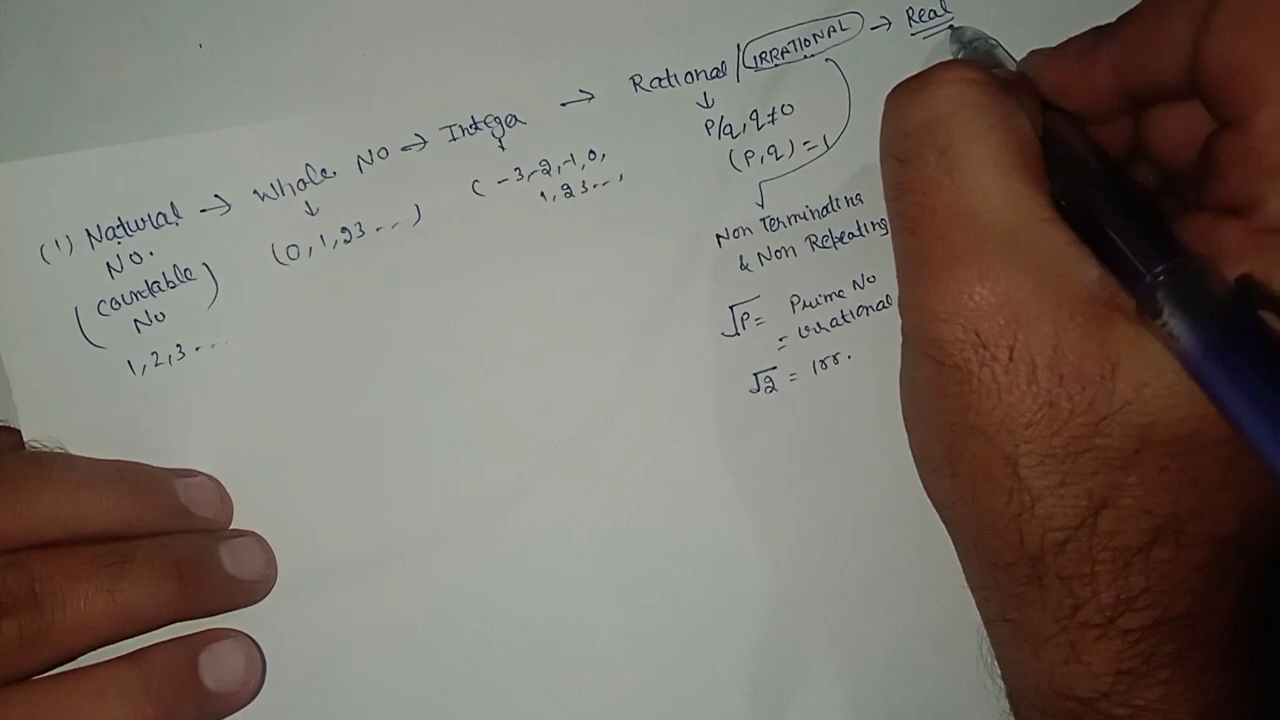 (1) Natural → Whole No → Intega → Rational / IRRATIONAL → Real
No.
(Countable No)
1, 2, 3 ...
↓
(0, 1, 2 3 ...)
↓
( -3, -2, -1, 0,
1, 2 3 ...,
↓
P/q, q ≠ 0
(P, q) = 1
Non Terminating
& Non Repeating
√P = Prime No
= irrational
√2 = irr.